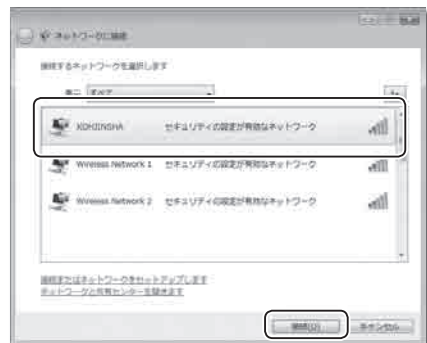 ネットワークに接続
接続するネットワークを選択します
表示 すべて
KOHJINSHA セキュリティの設定が有効なネットワーク
Wireless Network 1 セキュリティの設定が有効なネットワーク
Wireless Network 2 セキュリティの設定が有効なネットワーク
接続またはネットワークをセットアップします
ネットワークと共有センターを開きます
接続(U) キャンセル